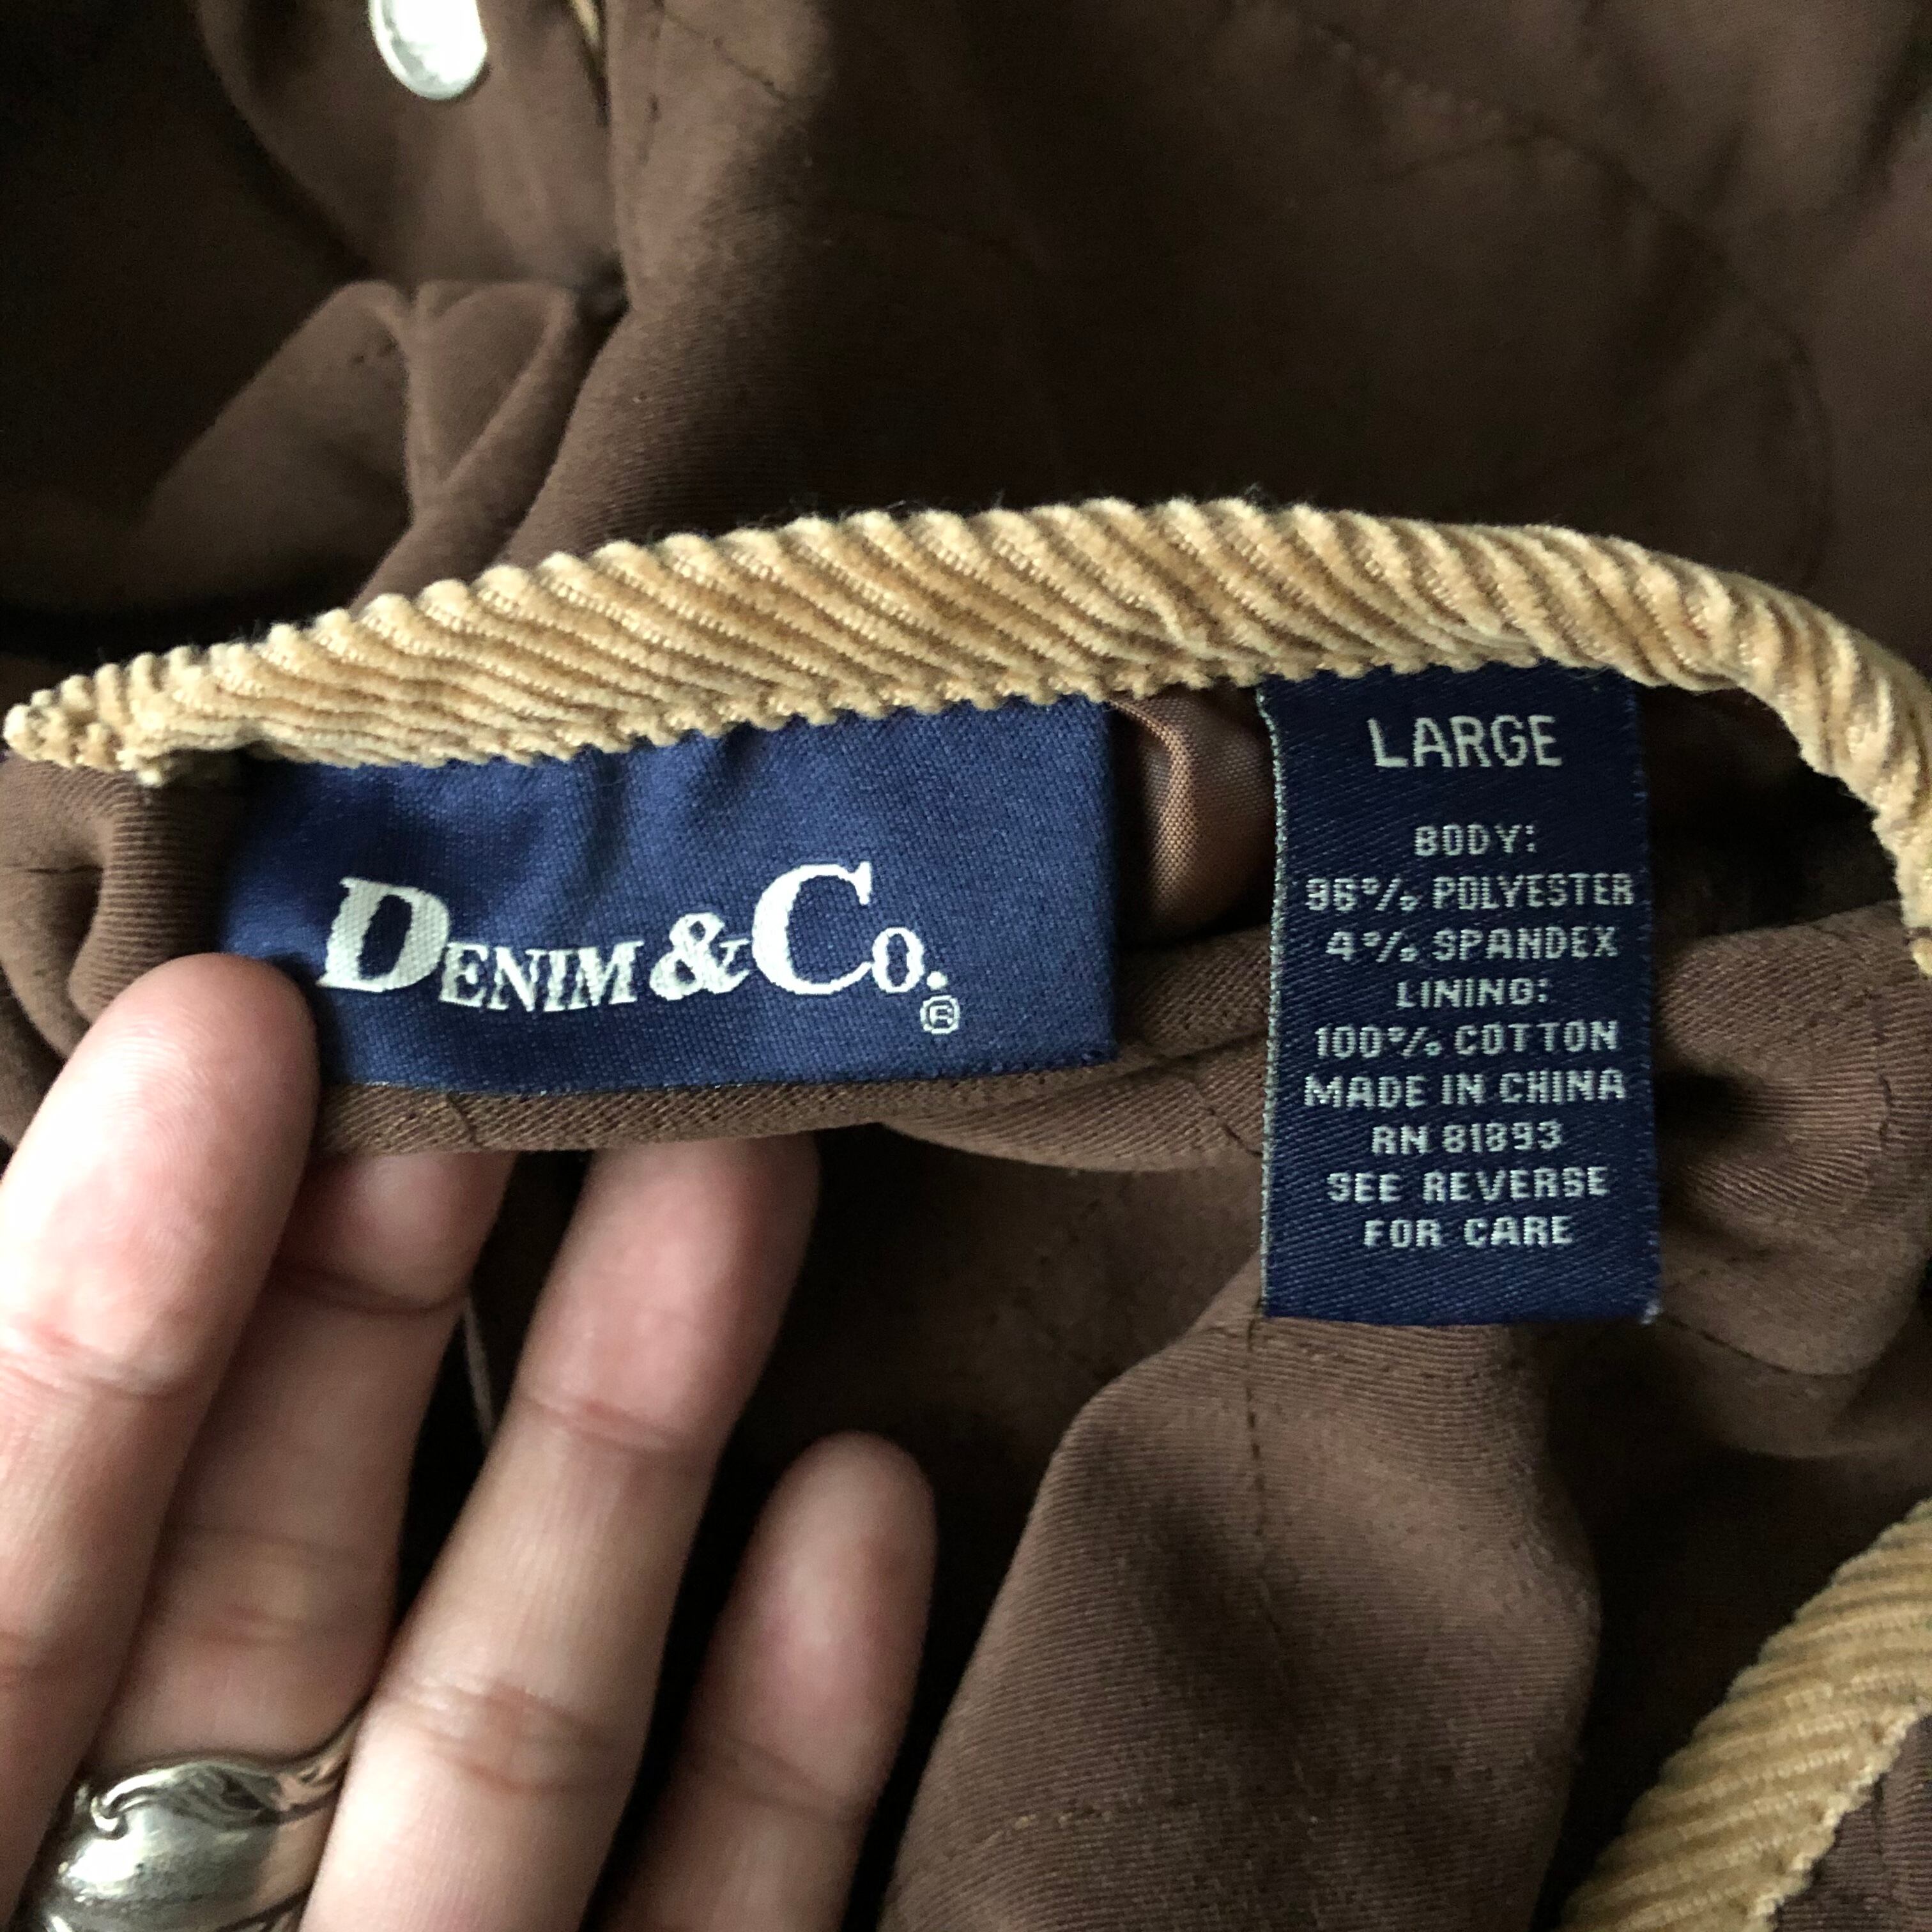 DENIM & CO.®
LARGE
BODY:
96% POLYESTER
4% SPANDEX
LINING:
100% COTTON
MADE IN CHINA
RN 81893
SEE REVERSE
FOR CARE